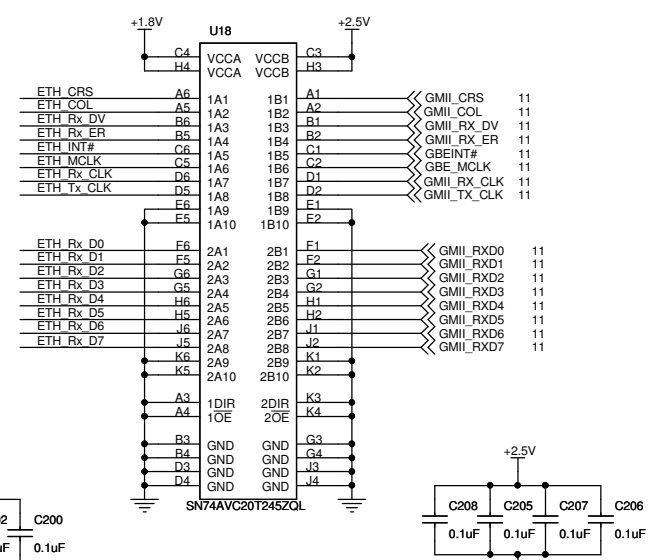 +1.8V +2.5V
U18
C4 VCCA VCCB C3
H4 VCCA VCCB H3
ETH_CRS A6 1A1 1B1 A1 GMII_CRS 11
ETH_COL A5 1A2 1B2 A2 GMII_COL 11
ETH_Rx_DV B6 1A3 1B3 B1 GMII_RX_DV 11
ETH_Rx_ER B5 1A4 1B4 B2 GMII_RX_ER 11
ETH_INT# C6 1A5 1B5 C1 GBEINT# 11
ETH_MCLK C5 1A6 1B6 C2 GBE_MCLK 11
ETH_Rx_CLK D6 1A7 1B7 D1 GMII_RX_CLK 11
ETH_Tx_CLK D5 1A8 1B8 D2 GMII_TX_CLK 11
E6 1A9 1B9 E1
E5 1A10 1B10 E2
ETH_Rx_D0 F6 2A1 2B1 F1 GMII_RXD0 11
ETH_Rx_D1 F5 2A2 2B2 F2 GMII_RXD1 11
ETH_Rx_D2 G6 2A3 2B3 G1 GMII_RXD2 11
ETH_Rx_D3 G5 2A4 2B4 G2 GMII_RXD3 11
ETH_Rx_D4 H6 2A5 2B5 H1 GMII_RXD4 11
ETH_Rx_D5 H5 2A6 2B6 H2 GMII_RXD5 11
ETH_Rx_D6 J6 2A7 2B7 J1 GMII_RXD6 11
ETH_Rx_D7 J5 2A8 2B8 J2 GMII_RXD7 11
K6 2A9 2B9 K1
K5 2A10 2B10 K2
A3 1DIR 2DIR K3
A4 1OE 2OE K4
B3 GND GND G3
B4 GND GND G4
D3 GND GND J3
D4 GND GND J4
SN74AVC20T245ZQL
+2.5V
C208 C205 C207 C206
0.1uF 0.1uF 0.1uF 0.1uF
C200
0.1uF